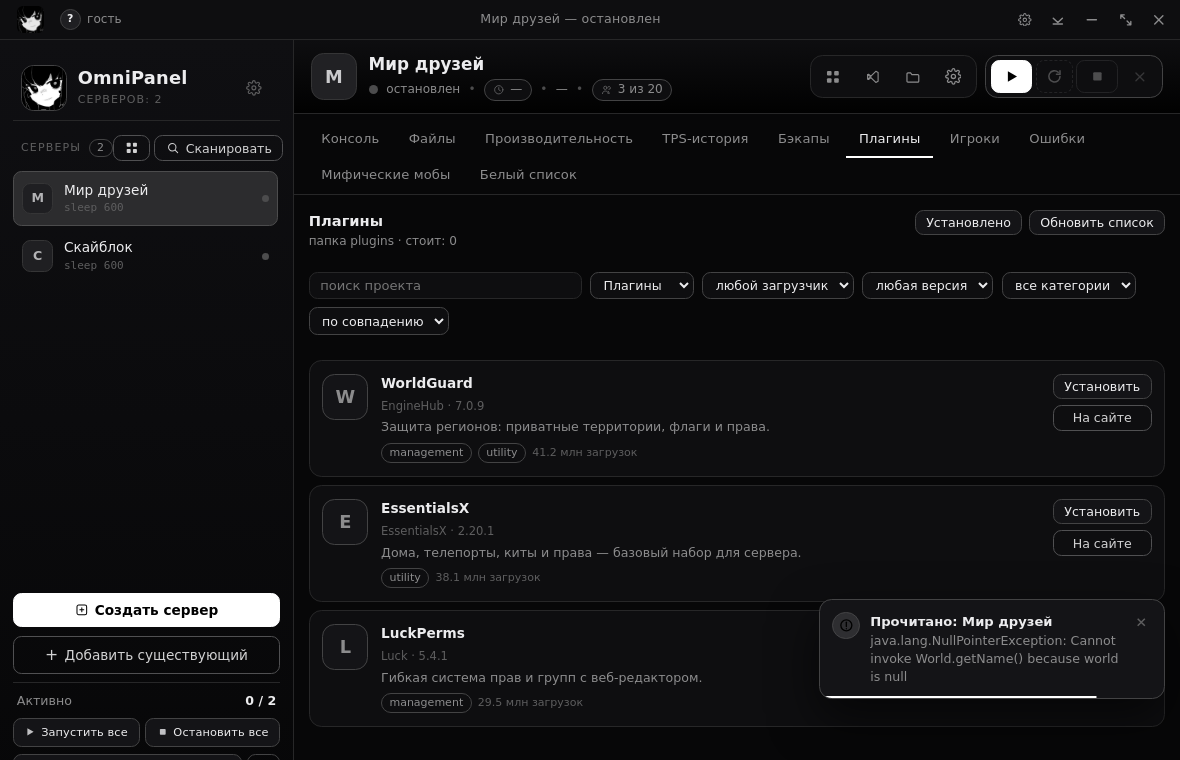 ? гость
Мир друзей — остановлен
OmniPanel
СЕРВЕРОВ: 2
СЕРВЕРЫ 2 Сканировать
М Мир друзей
sleep 600
С Скайблок
sleep 600
Создать сервер
+ Добавить существующий
Активно 0 / 2
Запустить все Остановить все
М Мир друзей
остановлен • — • — • 3 из 20
Консоль Файлы Производительность TPS-история Бэкапы Плагины Игроки Ошибки
Мифические мобы Белый список
Плагины
папка plugins · стоит: 0
Установлено Обновить список
поиск проекта Плагины любой загрузчик любая версия все категории
по совпадению
W WorldGuard
EngineHub · 7.0.9
Защита регионов: приватные территории, флаги и права.
management utility 41.2 млн загрузок
Установить
На сайте
E EssentialsX
EssentialsX · 2.20.1
Дома, телепорты, киты и права — базовый набор для сервера.
utility 38.1 млн загрузок
Установить
На сайте
L LuckPerms
Luck · 5.4.1
Гибкая система прав и групп с веб-редактором.
management 29.5 млн загрузок
Прочитано: Мир друзей
java.lang.NullPointerException: Cannot
invoke World.getName() because world
is null